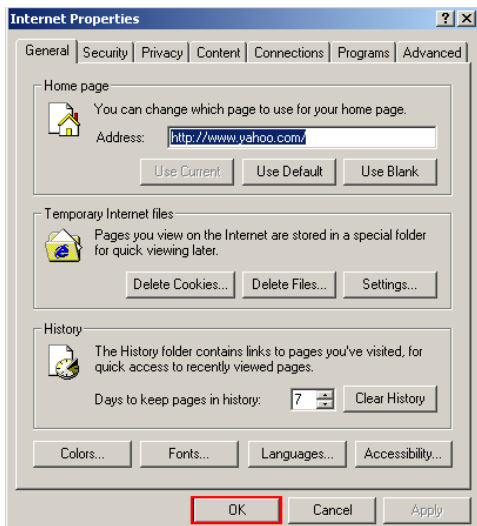 Internet Properties
General Security Privacy Content Connections Programs Advanced
Home page
You can change which page to use for your home page.
Address: http://www.yahoo.com/
Use Current Use Default Use Blank
Temporary Internet files
Pages you view on the Internet are stored in a special folder
for quick viewing later.
Delete Cookies... Delete Files... Settings...
History
The History folder contains links to pages you've visited, for
quick access to recently viewed pages.
Days to keep pages in history: 7 Clear History
Colors... Fonts... Languages... Accessibility...
OK Cancel Apply